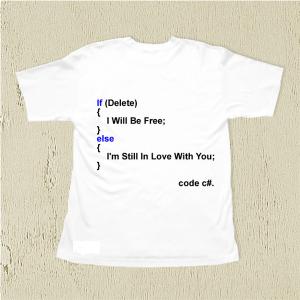 If (Delete)
{
I Will Be Free;
}
else
{
I'm Still In Love With You;
}
code c#.